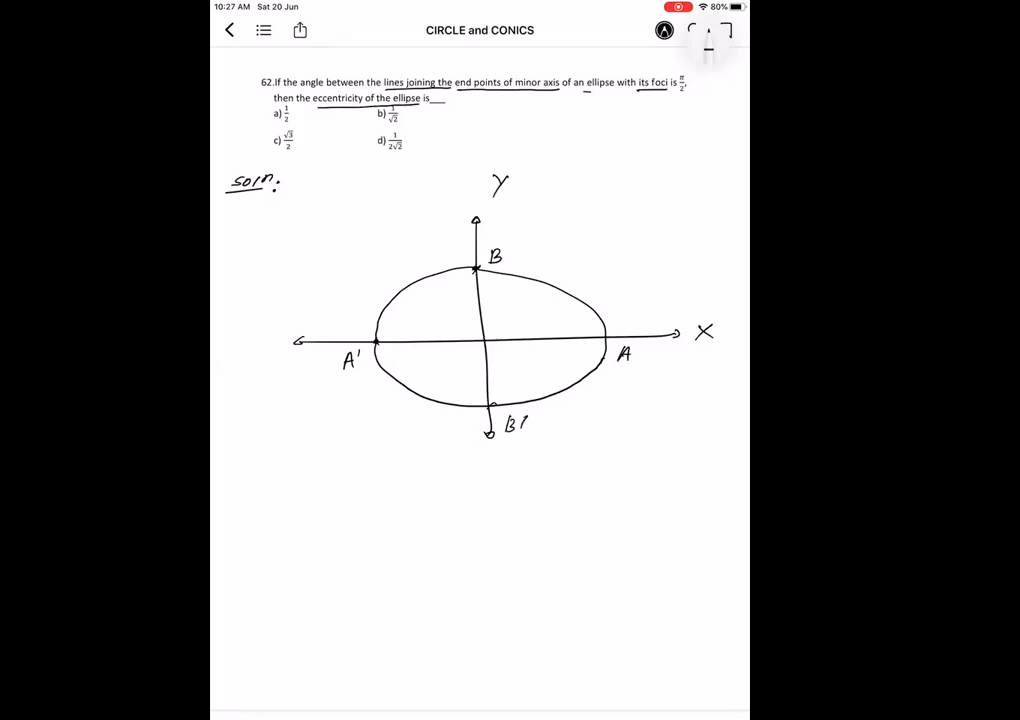 10:27 AM Sat 20 Jun
80%
CIRCLE and CONICS
62.If the angle between the lines joining the end points of minor axis of an ellipse with its foci is π/2,
then the eccentricity of the ellipse is___
a) 1/2 b) 1/√2
c) √3/2 d) 1/2√2
Soln:
Y
B
X
A' A
B'